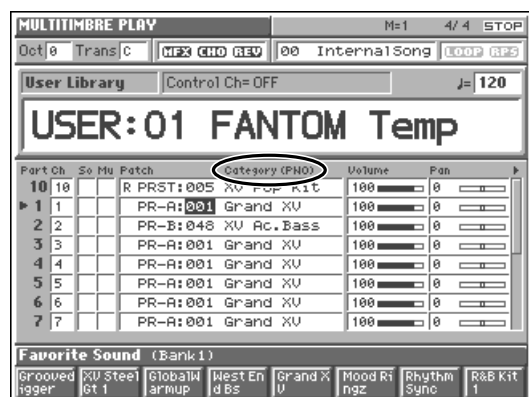 MULTITIMBRE PLAY M=1 4/ 4 STOP
Oct 0 Trans C MFX CHO REV 00 InternalSong LOOP RPS
User Library Control Ch= OFF ♩= 120
USER:01 FANTOM Temp
Part Ch So Mu Patch Category (PNO) Volume Pan
10 10 R PRST:005 XV Pop Kit 100 0
1 1 PR-A:001 Grand XV 100 0
2 2 PR-B:048 XV Ac.Bass 100 0
3 3 PR-A:001 Grand XV 100 0
4 4 PR-A:001 Grand XV 100 0
5 5 PR-A:001 Grand XV 100 0
6 6 PR-A:001 Grand XV 100 0
7 7 PR-A:001 Grand XV 100 0
Favorite Sound (Bank 1)
Grooved XV Steel GlobalW West En Grand X Mood Ri Rhythm R&B Kit
igger Gt 1 armup d Bs V ngz Sync 1